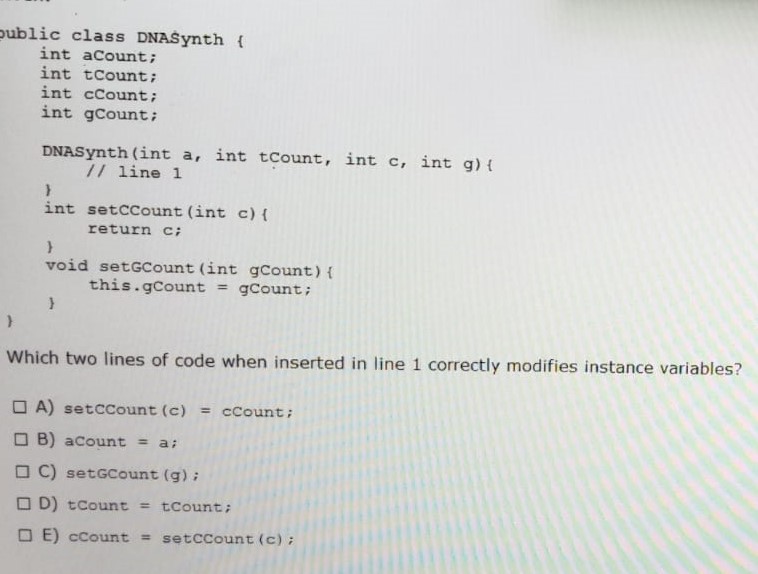 public class DNASynth {
int aCount;
int tCount;
int cCount;
int gCount;
DNASynth(int a, int tCount, int c, int g){
// line 1
}
int setCCount(int c){
return c;
}
void setGCount(int gCount){
this.gCount = gCount;
}
}
Which two lines of code when inserted in line 1 correctly modifies instance variables?
A) setCCount(c) = cCount;
B) aCount = a;
C) setGCount(g);
D) tCount = tCount;
E) cCount = setCCount(c);